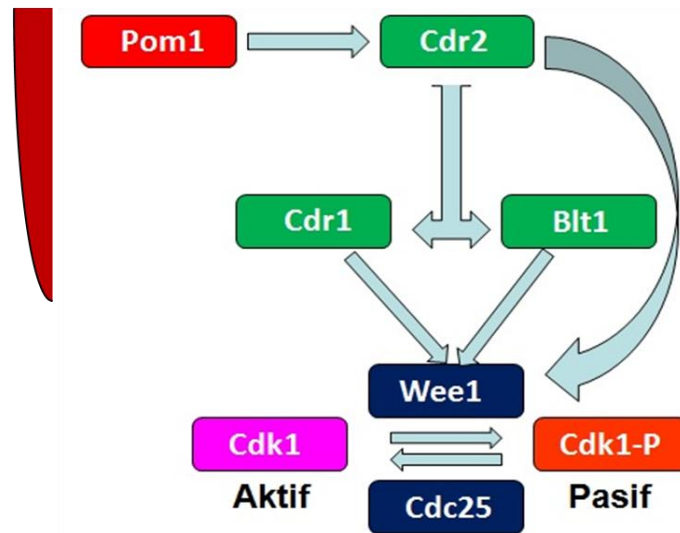 Pom1
Cdr2
Cdr1
Blt1
Wee1
Cdk1
Cdk1-P
Aktif
Cdc25
Pasif